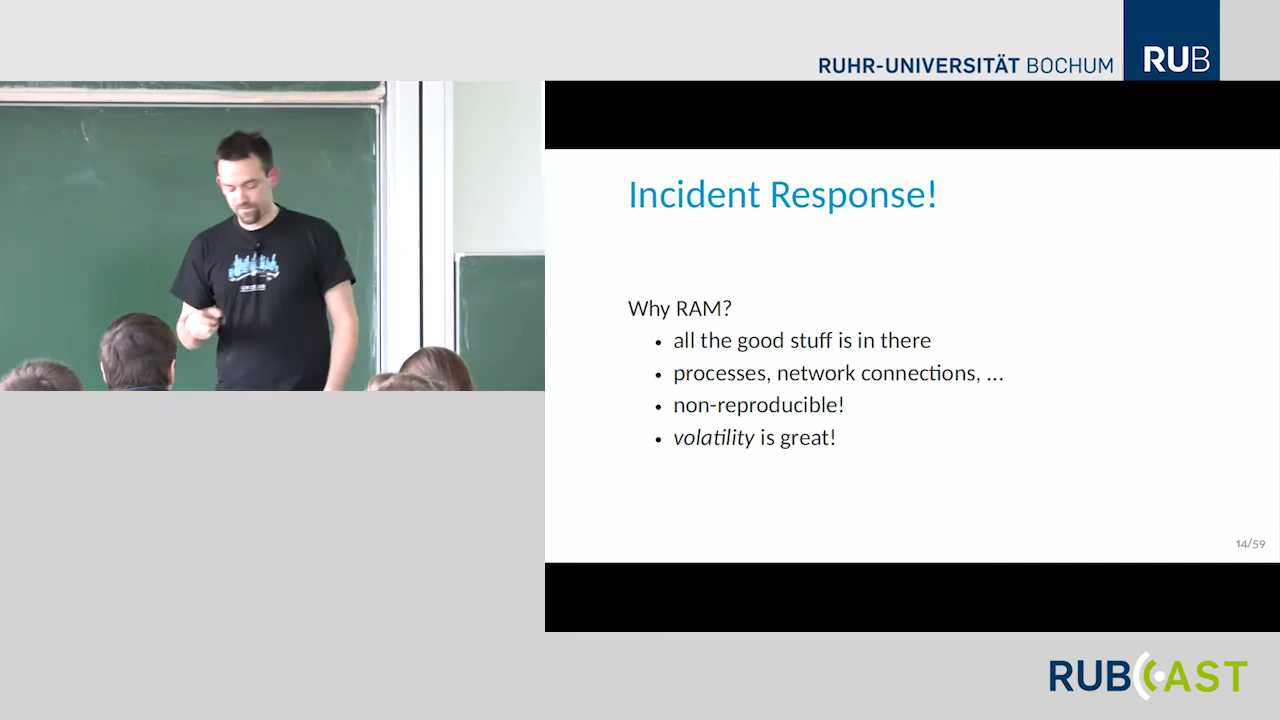 RUHR-UNIVERSITÄT BOCHUM
RUB
Incident Response!
Why RAM?
• all the good stuff is in there
• processes, network connections, ...
• non-reproducible!
• volatility is great!
14/59
RUBCAST